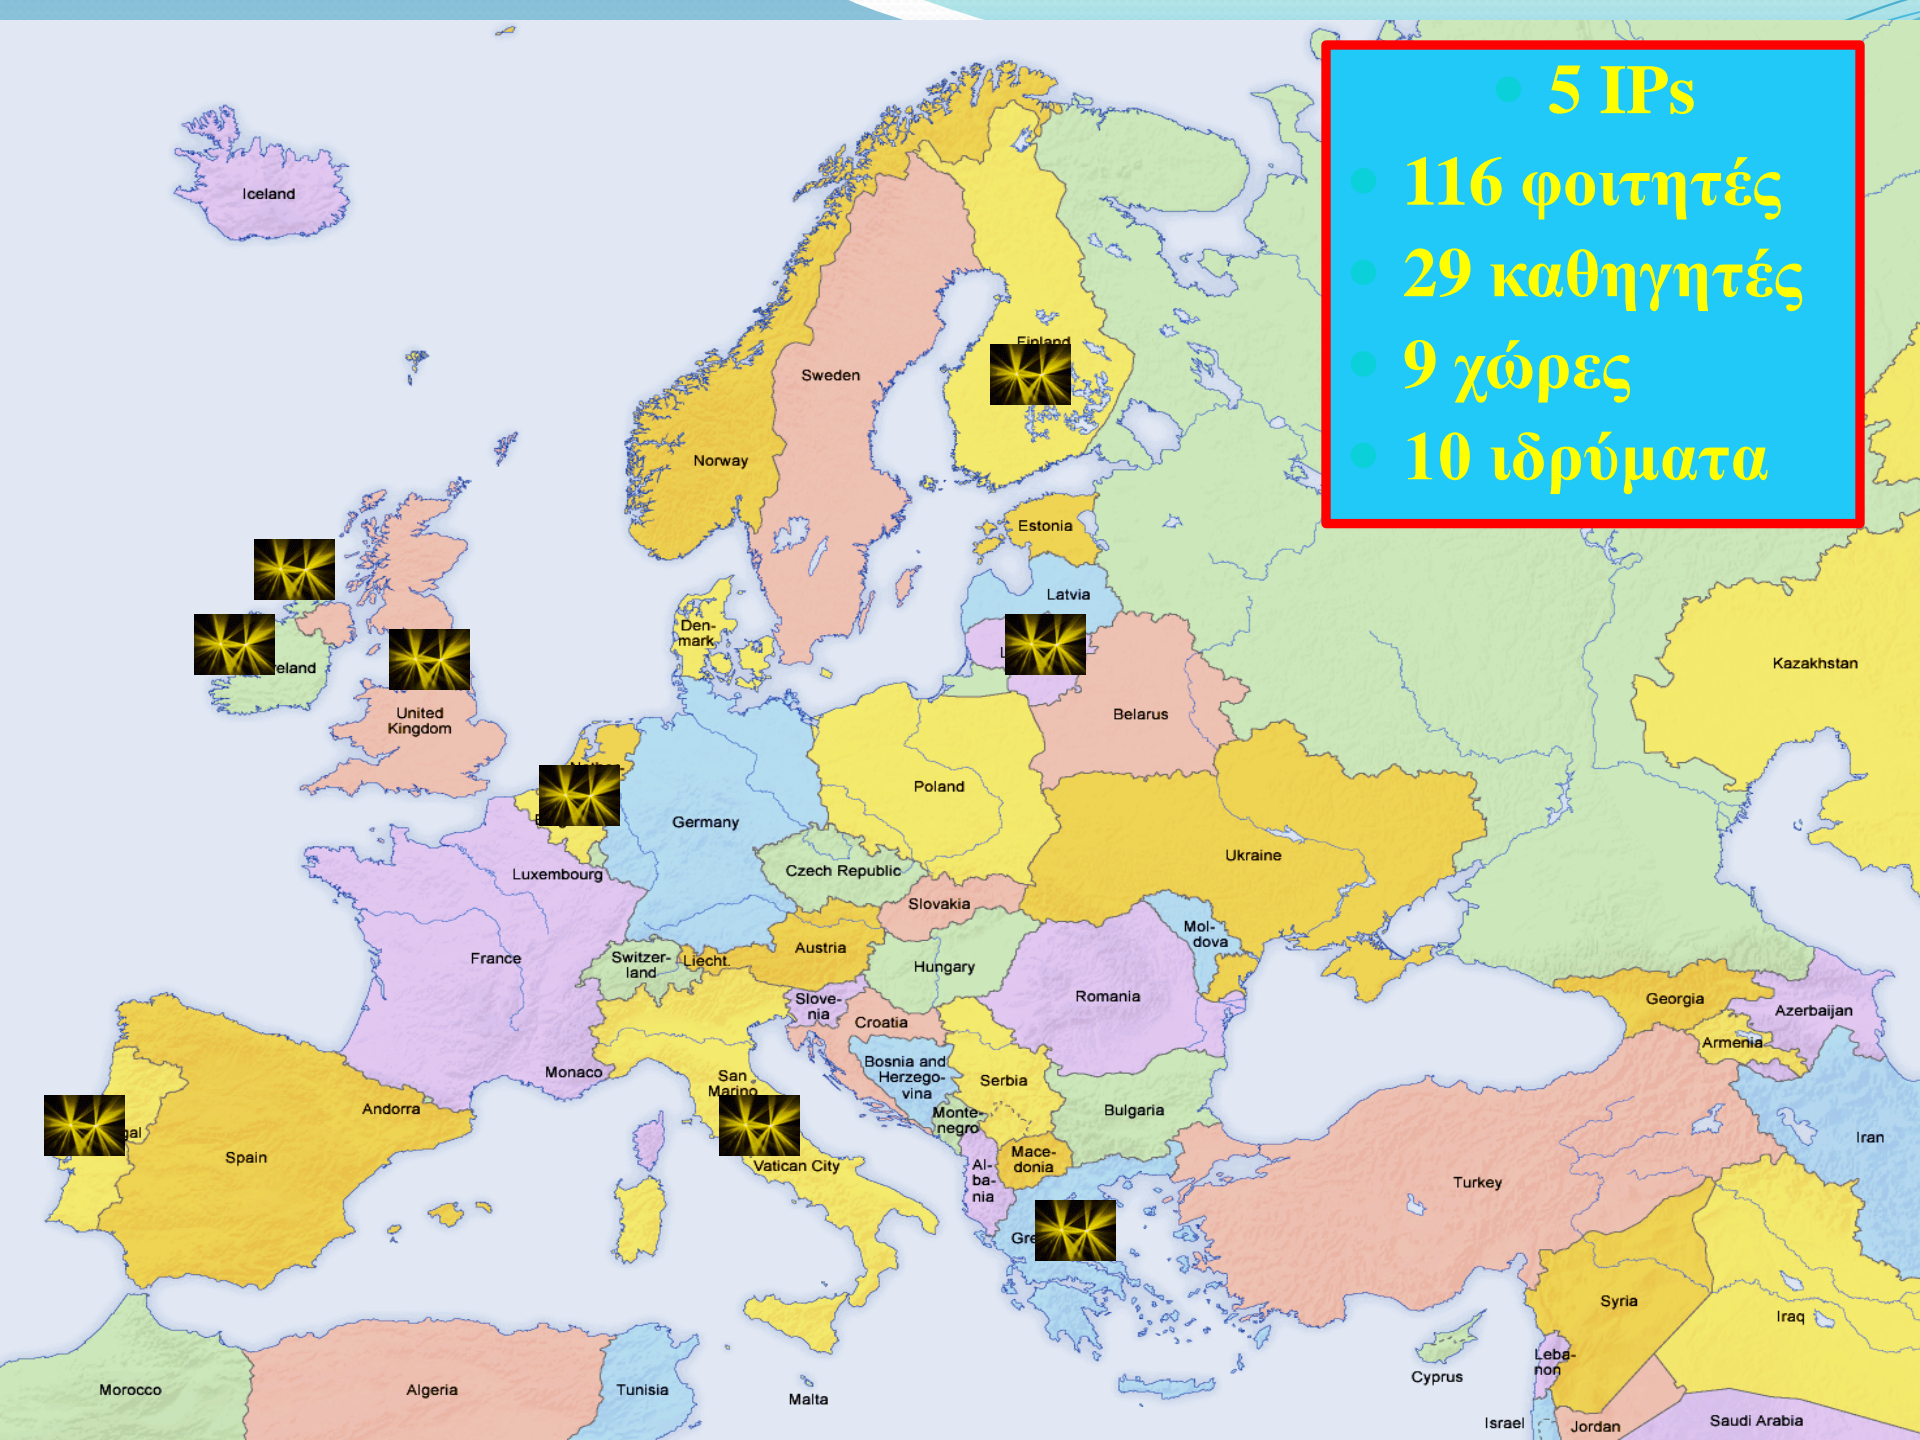 5 IPs
116 φοιτητές
29 καθηγητές
9 χώρες
10 ιδρύματα
Iceland
Finland
Sweden
Norway
Estonia
Latvia
Den-
mark
reland
United
Kingdom
Belarus
Kazakhstan
Poland
Germany
Ukraine
Czech Republic
Luxembourg
Slovakia
Mol-
dova
Austria
France
Switzer-
land
Liecht.
Hungary
Romania
Slove-
nia
Croatia
Georgia
Azerbaijan
Armenia
Bosnia and
Herzego-
vina
Serbia
Monaco
San
Marino
Andorra
Monte-
negro
Bulgaria
gal
Spain
Vatican City
Al-
ba-
nia
Mace-
donia
Iran
Turkey
Gre
Syria
Iraq
Leba-
non
Cyprus
Morocco
Algeria
Tunisia
Malta
Israel
Jordan
Saudi Arabia